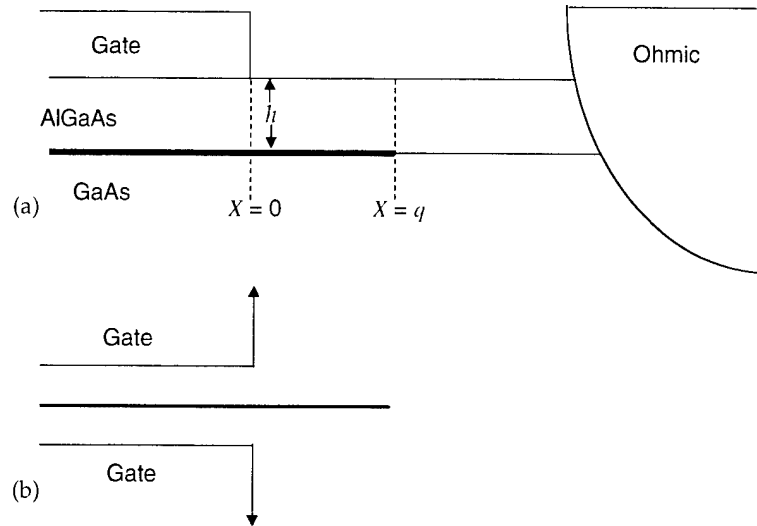 Gate
Ohmic
h
AlGaAs
GaAs
(a)
X = 0
X = q
Gate
Gate
(b)